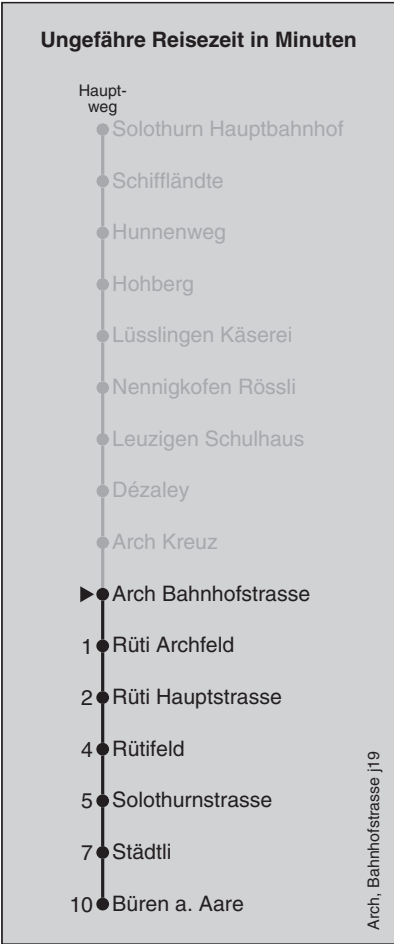 Ungefähre Reisezeit in Minuten
Haupt-
weg
Solothurn Hauptbahnhof
Schiffländte
Hunnenweg
Hohberg
Lüsslingen Käserei
Nennigkofen Rössli
Leuzigen Schulhaus
Dézaley
Arch Kreuz
Arch Bahnhofstrasse
1 Rüti Archfeld
2 Rüti Hauptstrasse
4 Rütifeld
5 Solothurnstrasse
7 Städtli
10 Büren a. Aare
Arch, Bahnhofstrasse j19